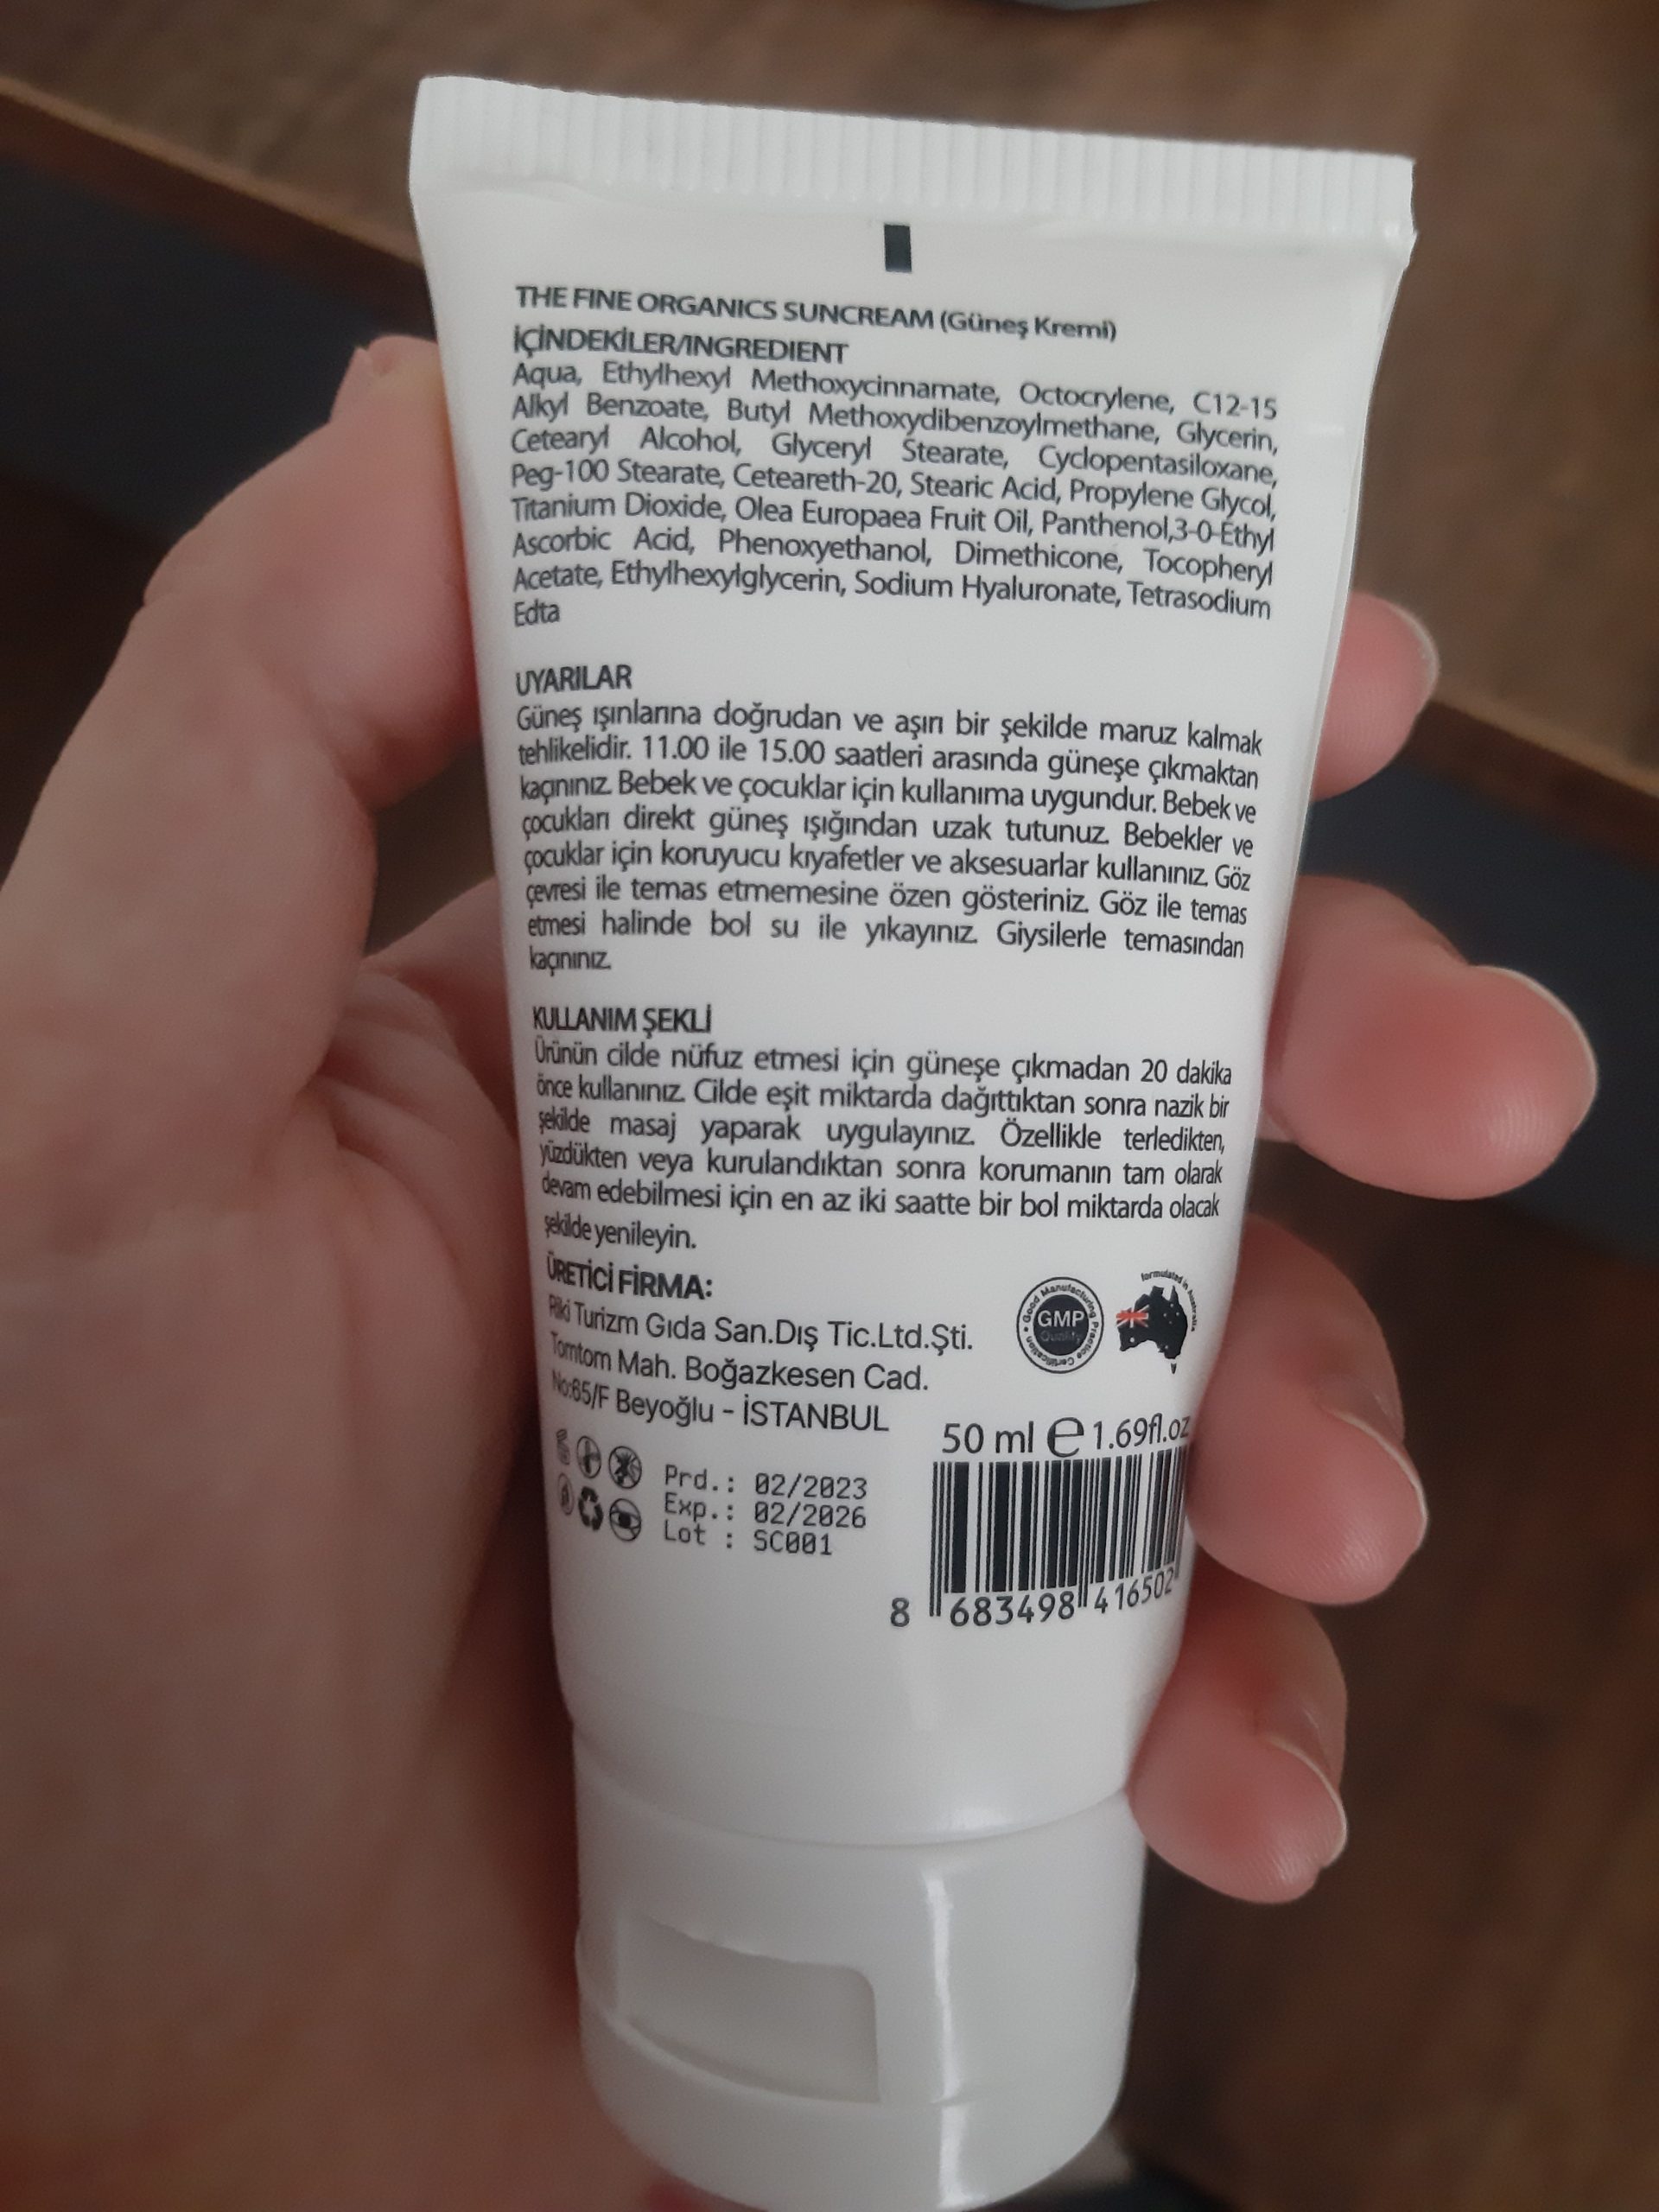 THE FINE ORGANICS SUNCREAM (Güneş Kremi)
İÇİNDEKİLER/INGREDIENT
Aqua, Ethylhexyl Methoxycinnamate, Octocrylene, C12-15
Alkyl Benzoate, Butyl Methoxydibenzoylmethane, Glycerin,
Cetearyl Alcohol, Glyceryl Stearate, Cyclopentasiloxane,
Peg-100 Stearate, Ceteareth-20, Stearic Acid, Propylene Glycol,
Titanium Dioxide, Olea Europaea Fruit Oil, Panthenol,3-0-Ethyl
Ascorbic Acid, Phenoxyethanol, Dimethicone, Tocopheryl
Acetate, Ethylhexylglycerin, Sodium Hyaluronate, Tetrasodium
Edta
UYARILAR
Güneş ışınlarına doğrudan ve aşırı bir şekilde maruz kalmak
tehlikelidir. 11.00 ile 15.00 saatleri arasında güneşe çıkmaktan
kaçınınız. Bebek ve çocuklar için kullanıma uygundur. Bebek ve
çocukları direkt güneş ışığından uzak tutunuz. Bebekler ve
çocuklar için koruyucu kıyafetler ve aksesuarlar kullanınız. Göz
çevresi ile temas etmemesine özen gösteriniz. Göz ile temas
etmesi halinde bol su ile yıkayınız. Giysilerle temasından
kaçınınız.
KULLANIM ŞEKLİ
Ürünün cilde nüfuz etmesi için güneşe çıkmadan 20 dakika
önce kullanınız. Cilde eşit miktarda dağıttıktan sonra nazik bir
şekilde masaj yaparak uygulayınız. Özellikle terledikten,
yüzdükten veya kurulandıktan sonra korumanın tam olarak
devam edebilmesi için en az iki saatte bir bol miktarda olacak
şekilde yenileyin.
ÜRETİCİ FİRMA:
Riki Turizm Gıda San.Dış Tic.Ltd.Şti.
Tomtom Mah. Boğazkesen Cad.
No:65/F Beyoğlu - İSTANBUL
Good Manufacturing Practice Certification
GMP
Quality
formulated in Australia
50 ml e 1.69fl.oz
Prd.: 02/2023
Exp.: 02/2026
Lot : SC001
8 683498 416502